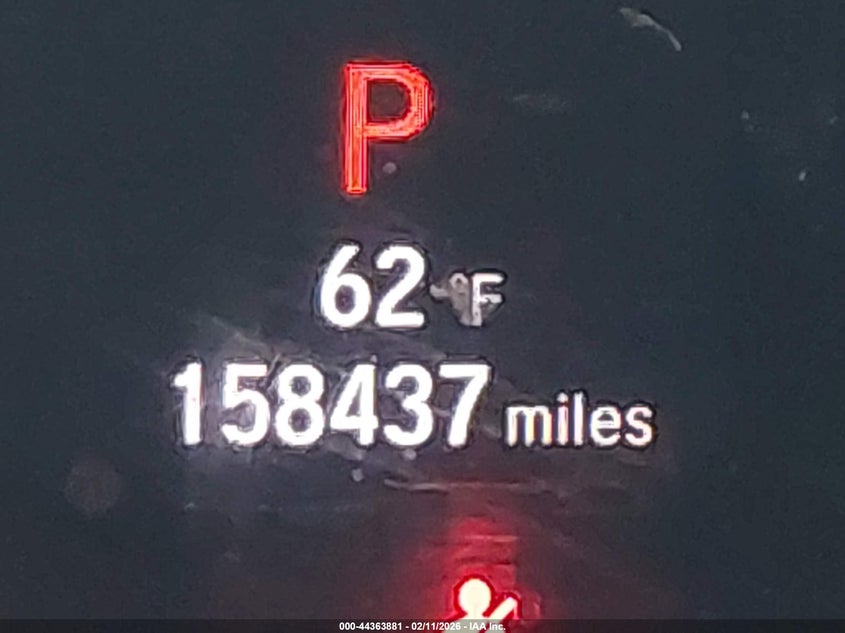 P
62 °F
158437 miles
000-44363881 - 02/11/2026 - IAA Inc.